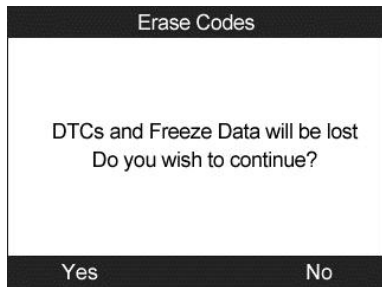 Erase Codes
DTCs and Freeze Data will be lost
Do you wish to continue?
Yes No